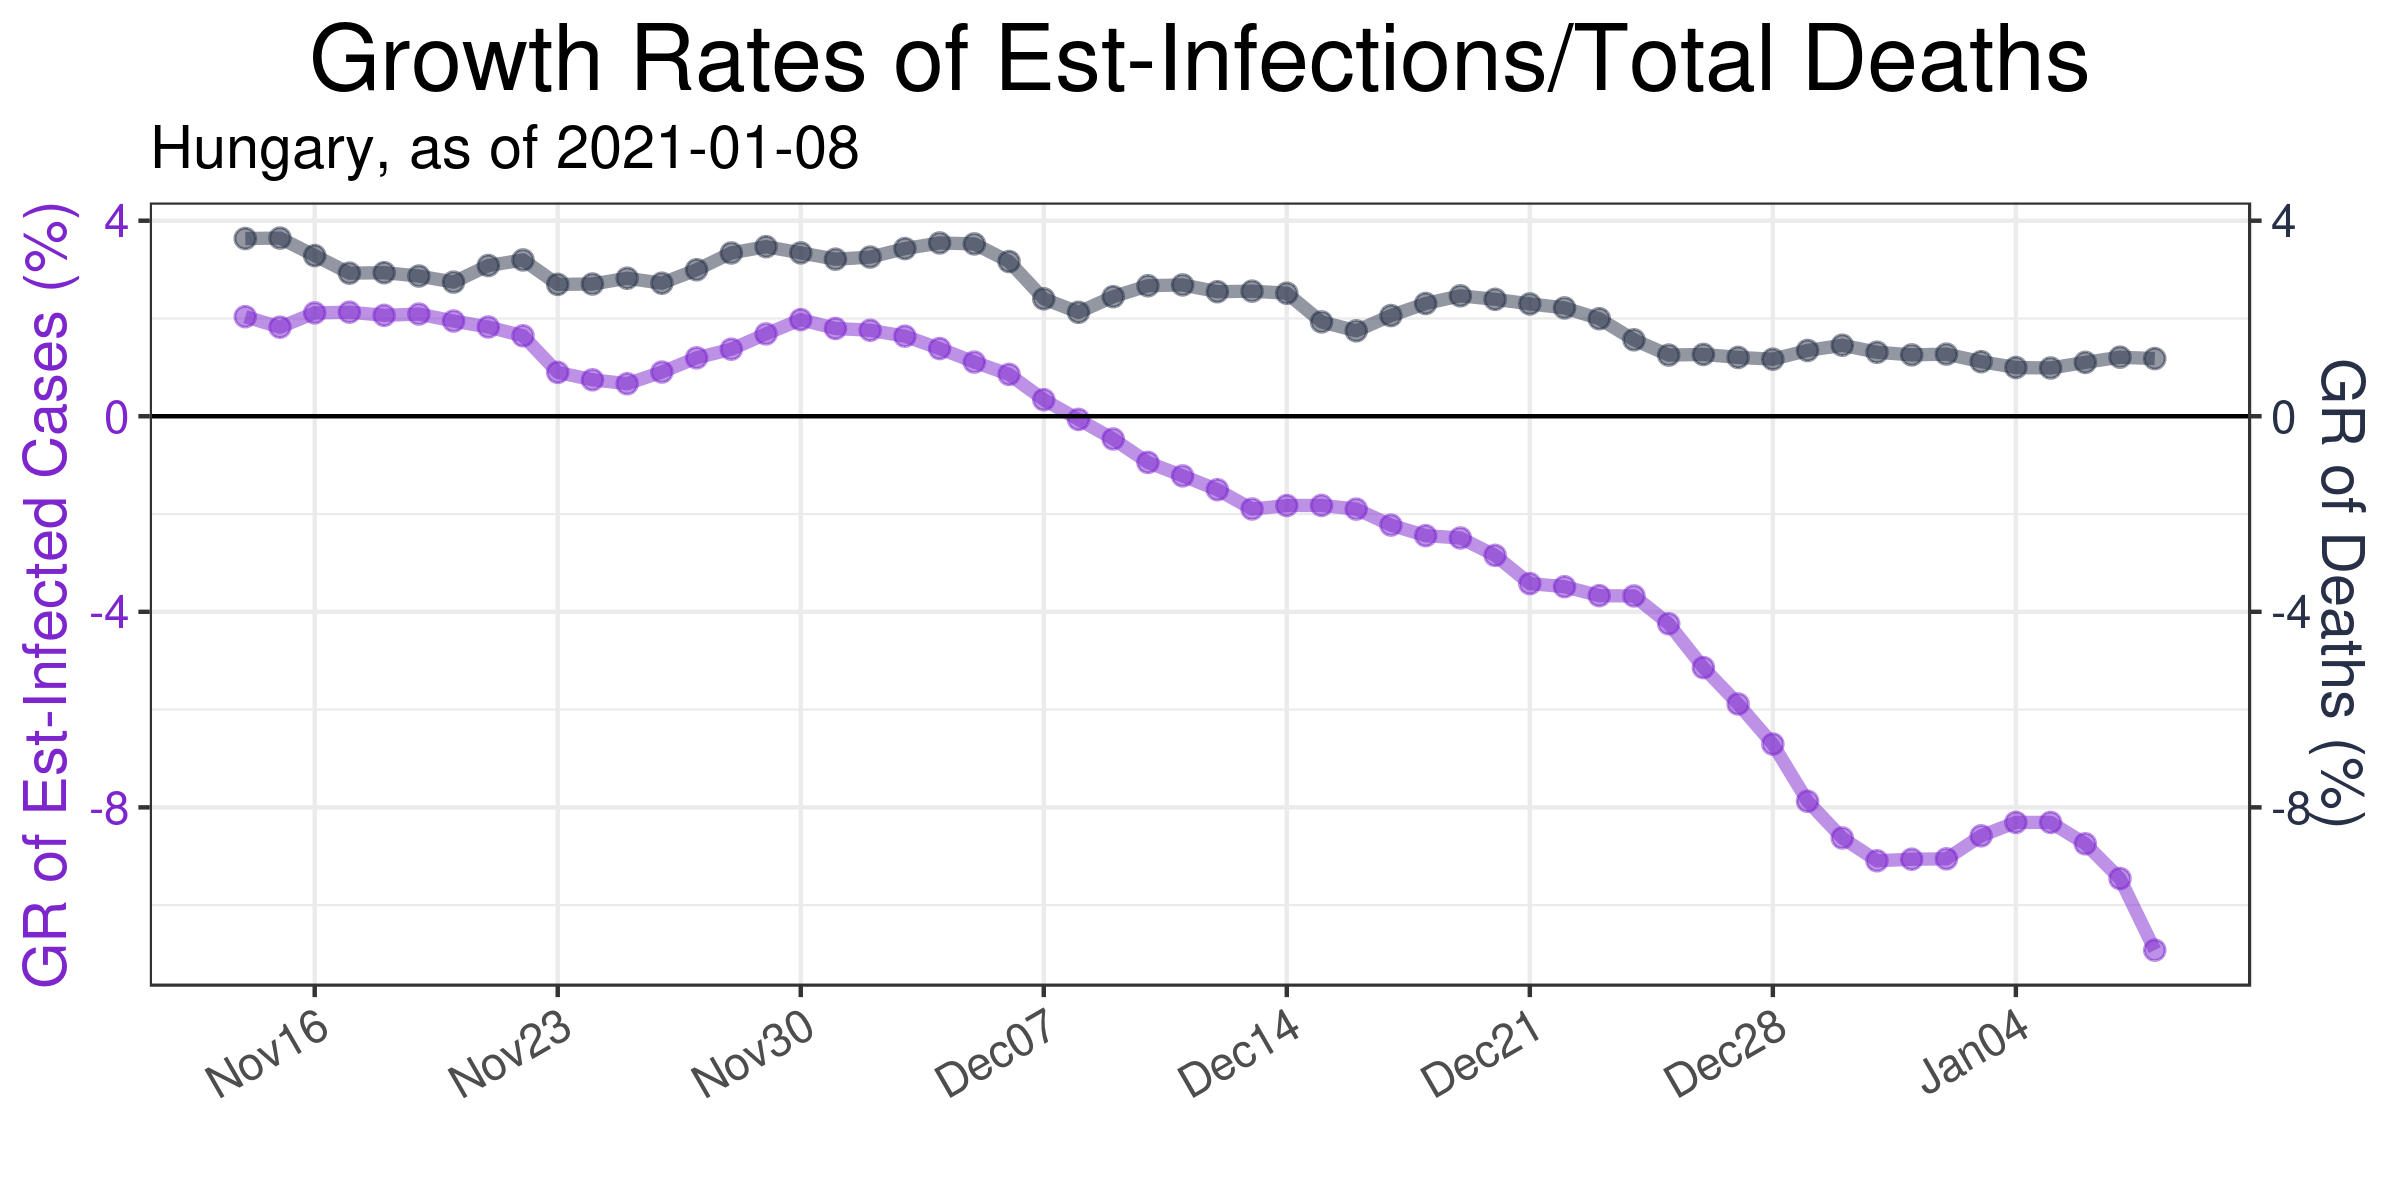 Growth Rates of Est-Infections/Total Deaths
Hungary, as of 2021-01-08
GR of Est-Infected Cases (%)
4
0
-4
-8
4
0
-4
-8
GR of Deaths (%)
Nov16
Nov23
Nov30
Dec07
Dec14
Dec21
Dec28
Jan04